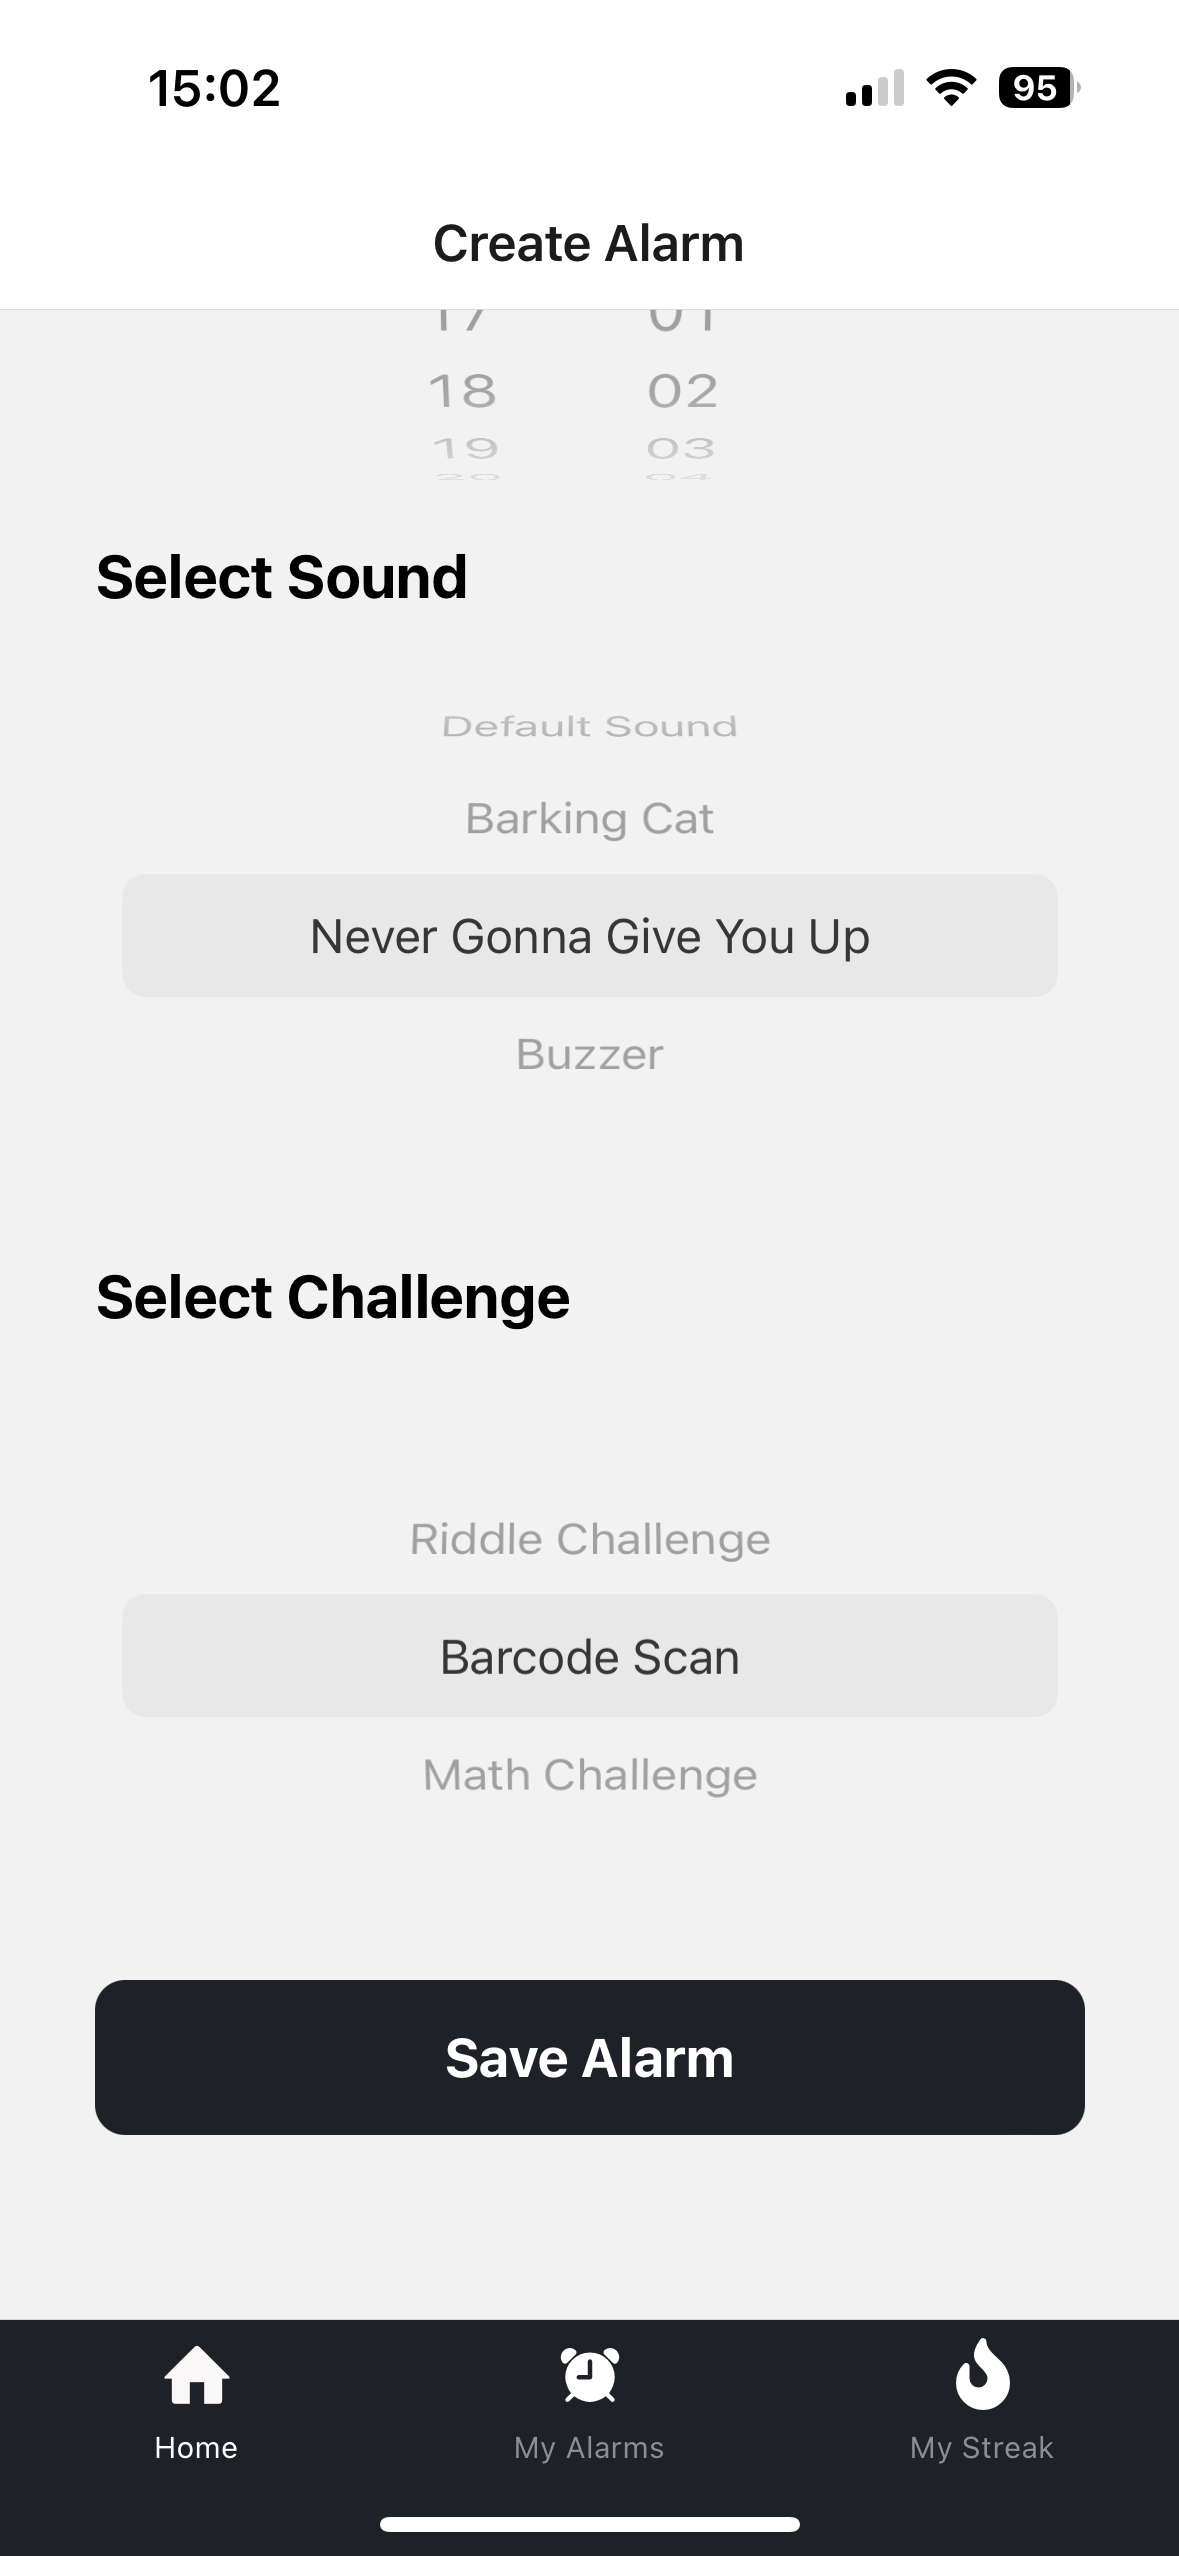 15:02
95
Create Alarm
17 01
18 02
19 03
20 04
Select Sound
Default Sound
Barking Cat
Never Gonna Give You Up
Buzzer
Select Challenge
Riddle Challenge
Barcode Scan
Math Challenge
Save Alarm
Home My Alarms My Streak